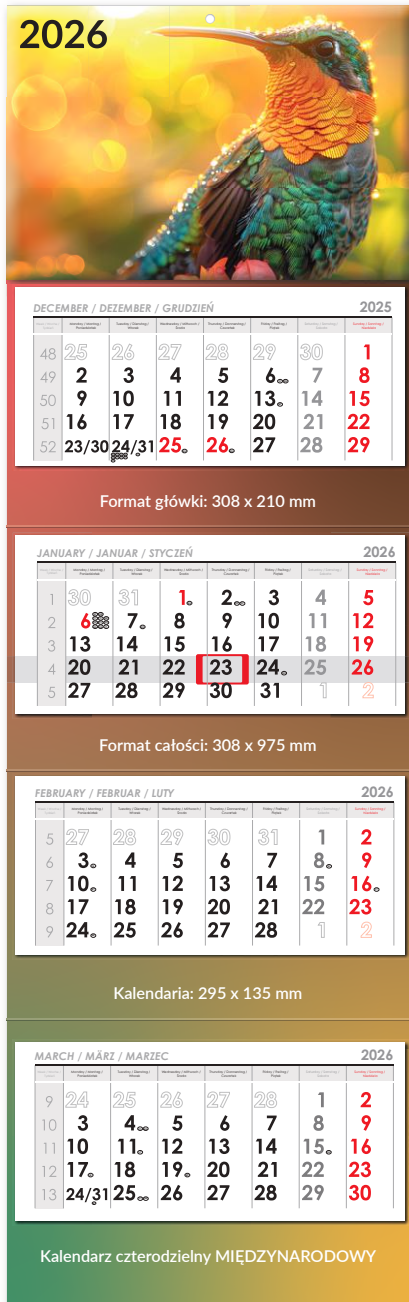 2026
DECEMBER / DEZEMBER / GRUDZIEŃ 2025
48 25 26 27 28 29 30 1
49 2 3 4 5 6 7 8
50 9 10 11 12 13 14 15
51 16 17 18 19 20 21 22
52 23/30 24/31 25 26 27 28 29
Format główki: 308 x 210 mm
JANUARY / JANUAR / STYCZEŃ 2026
1 30 31 1 2 3 4 5
2 6 7 8 9 10 11 12
3 13 14 15 16 17 18 19
4 20 21 22 23 24 25 26
5 27 28 29 30 31 1 2
Format całości: 308 x 975 mm
FEBRUARY / FEBRUAR / LUTY 2026
5 27 28 29 30 31 1 2
6 3 4 5 6 7 8 9
7 10 11 12 13 14 15 16
8 17 18 19 20 21 22 23
9 24 25 26 27 28 1 2
Kalendaria: 295 x 135 mm
MARCH / MÄRZ / MARZEC 2026
9 24 25 26 27 28 1 2
10 3 4 5 6 7 8 9
11 10 11 12 13 14 15 16
12 17 18 19 20 21 22 23
13 24/31 25 26 27 28 29 30
Kalendarz czterodzielny MIĘDZYNARODOWY